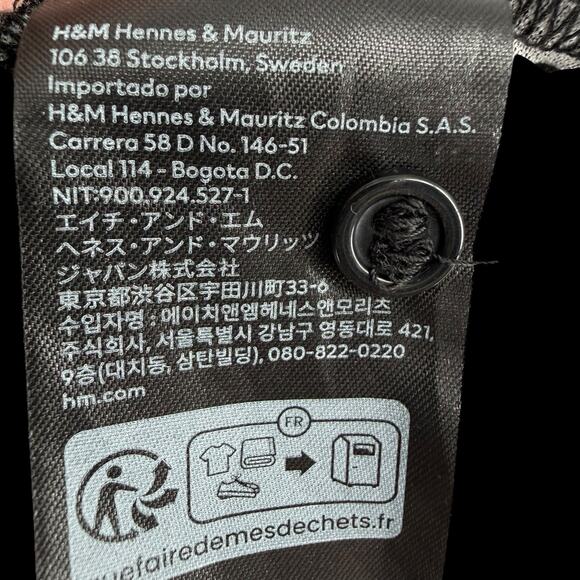 H&M Hennes & Mauritz
106 38 Stockholm, Sweden
Importado por
H&M Hennes & Mauritz Colombia S.A.S.
Carrera 58 D No. 146-51
Local 114 - Bogota D.C.
NIT:900.924.527-1
エイチ・アンド・エム
ヘネス・アンド・マウリッツ
ジャパン株式会社
東京都渋谷区宇田川町33-6
수입자명 : 에이치앤엠헤네스앤모리츠
주식회사, 서울특별시 강남구 영동대로 421,
9층(대치동, 삼탄빌딩), 080-822-0220
hm.com
FR
quefairedemesdechets.fr